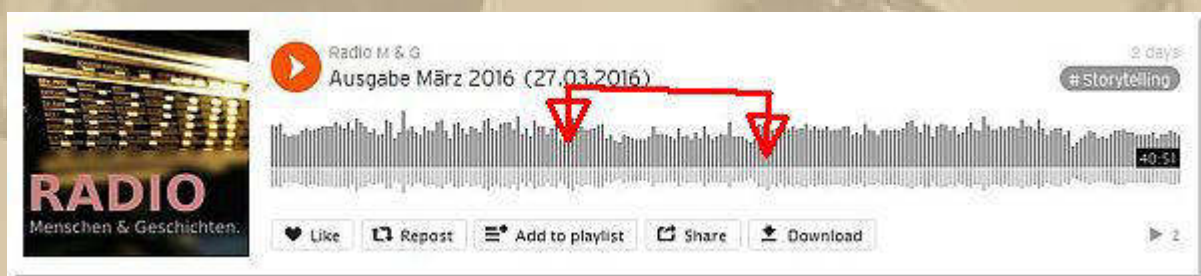 RADIO
Menschen & Geschichten.
Radio M & G
2 days
Ausgabe März 2016 (27.03.2016)
# Storytelling
40:51
Like
Repost
Add to playlist
Share
Download
2